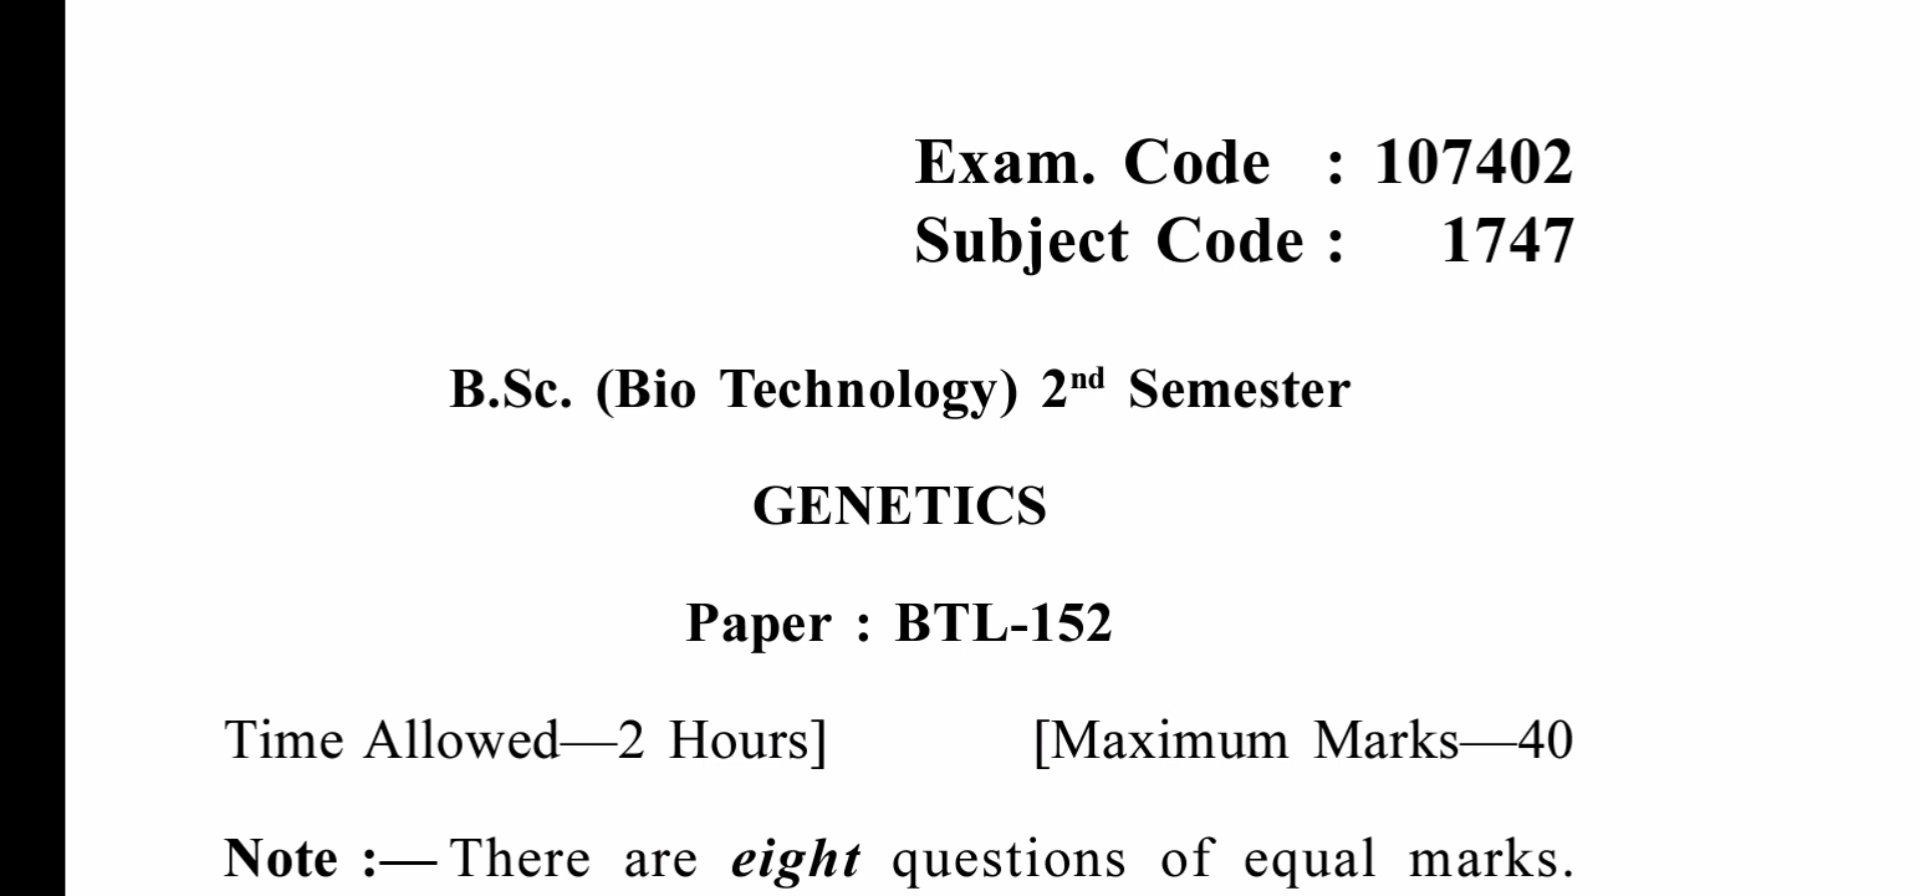 Exam. Code : 107402
Subject Code : 1747
B.Sc. (Bio Technology) 2nd Semester
GENETICS
Paper : BTL-152
Time Allowed—2 Hours] [Maximum Marks—40
Note :— There are eight questions of equal marks.